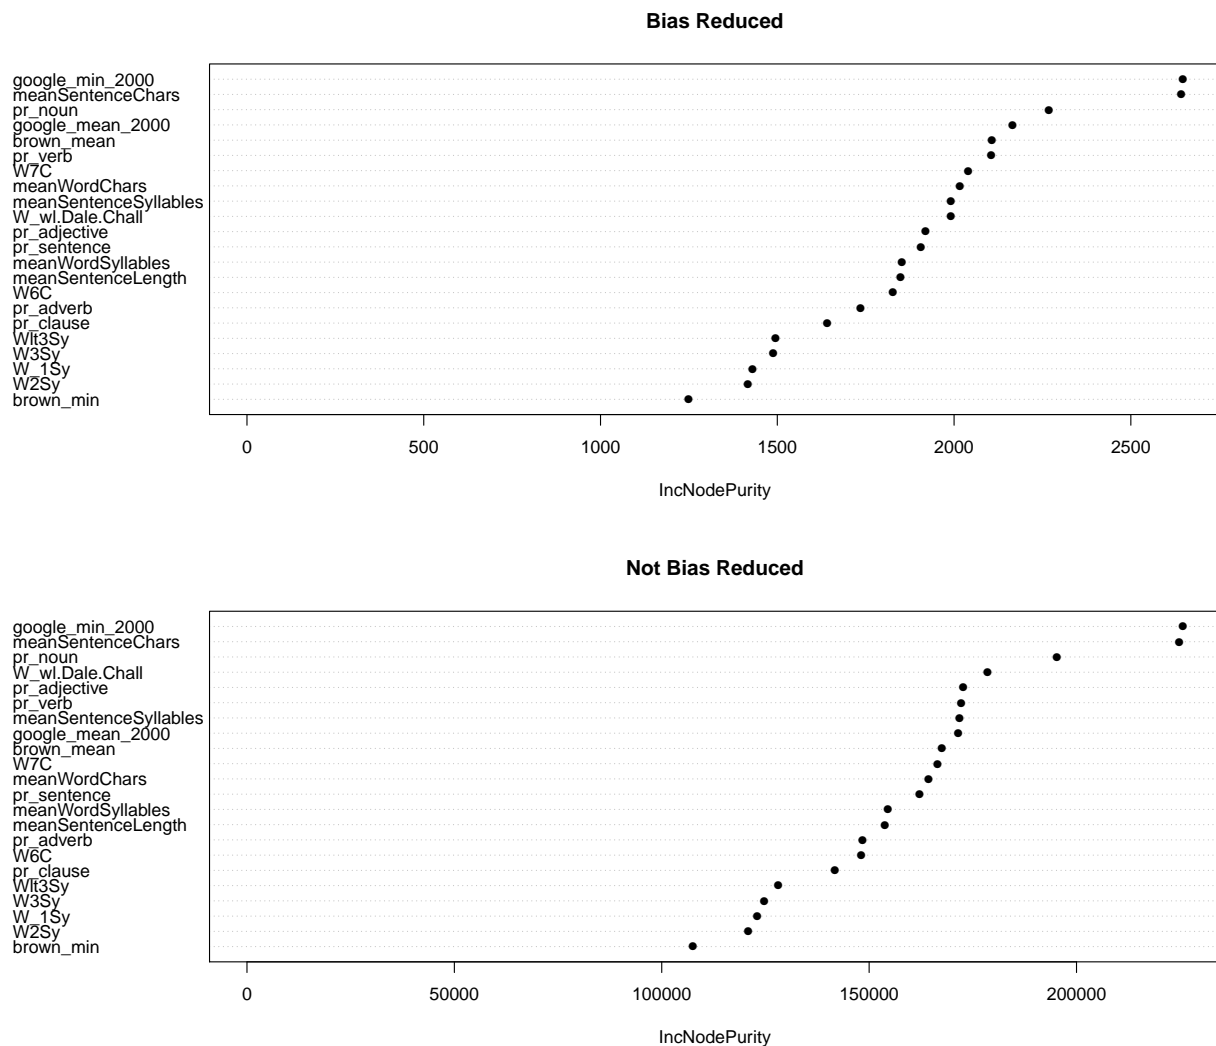 Bias Reduced
google_min_2000
meanSentenceChars
pr_noun
google_mean_2000
brown_mean
pr_verb
W7C
meanWordChars
meanSentenceSyllables
W_wl.Dale.Chall
pr_adjective
pr_sentence
meanWordSyllables
meanSentenceLength
W6C
pr_adverb
pr_clause
Wlt3Sy
W3Sy
W_1Sy
W2Sy
brown_min
0 500 1000 1500 2000 2500
IncNodePurity
Not Bias Reduced
google_min_2000
meanSentenceChars
pr_noun
W_wl.Dale.Chall
pr_adjective
pr_verb
meanSentenceSyllables
google_mean_2000
brown_mean
W7C
meanWordChars
pr_sentence
meanWordSyllables
meanSentenceLength
pr_adverb
W6C
pr_clause
Wlt3Sy
W3Sy
W_1Sy
W2Sy
brown_min
0 50000 100000 150000 200000
IncNodePurity